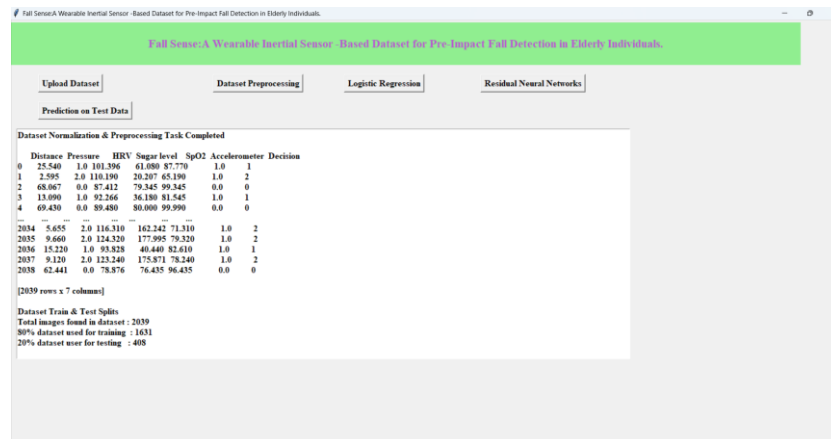 Fall Sense:A Wearable Inertial Sensor -Based Dataset for Pre-Impact Fall Detection in Elderly Individuals.
Fall Sense:A Wearable Inertial Sensor -Based Dataset for Pre-Impact Fall Detection in Elderly Individuals.
Upload Dataset Dataset Preprocessing Logistic Regression Residual Neural Networks
Prediction on Test Data
Dataset Normalization & Preprocessing Task Completed
Distance Pressure HRV Sugar level SpO2 Accelerometer Decision
0 25.540 1.0 101.396 61.080 87.770 1.0 1
1 2.595 2.0 110.190 20.207 65.190 1.0 2
2 68.067 0.0 87.412 79.345 99.345 0.0 0
3 13.090 1.0 92.266 36.180 81.545 1.0 1
4 69.430 0.0 89.480 80.000 99.990 0.0 0
... ... ... ... ... ... ... ...
2034 5.655 2.0 116.310 162.242 71.310 1.0 2
2035 9.660 2.0 124.320 177.995 79.320 1.0 2
2036 15.220 1.0 93.828 40.440 82.610 1.0 1
2037 9.120 2.0 123.240 175.871 78.240 1.0 2
2038 62.441 0.0 78.876 76.435 96.435 0.0 0
[2039 rows x 7 columns]
Dataset Train & Test Splits
Total images found in dataset : 2039
80% dataset used for training : 1631
20% dataset user for testing : 408